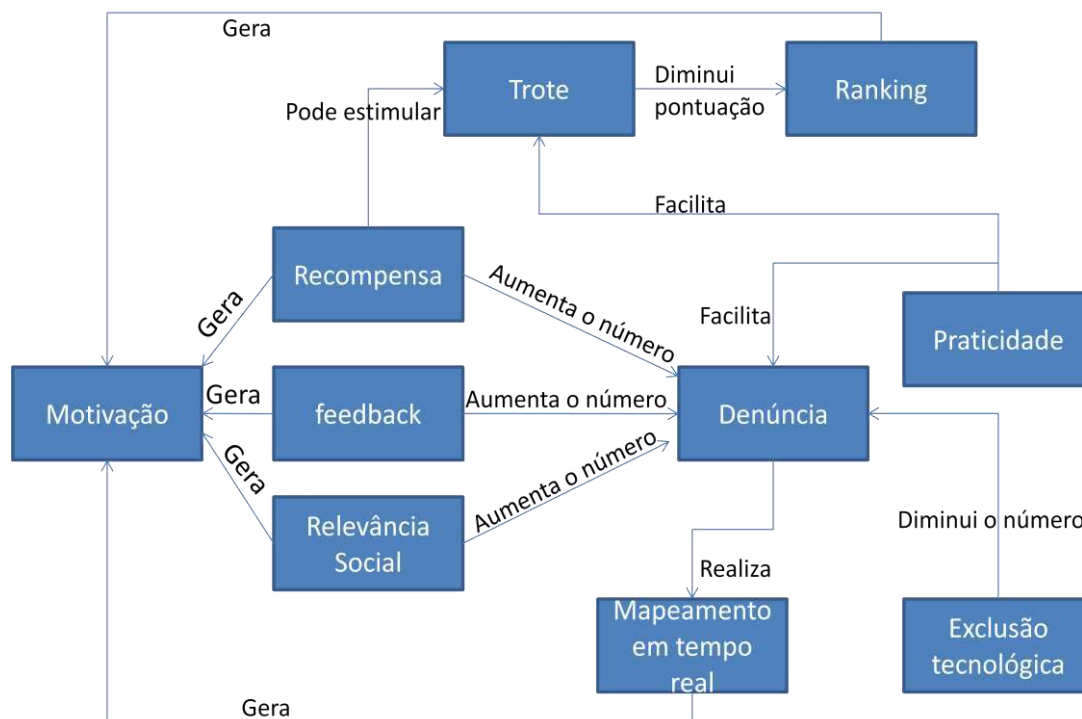 Gera
Trote
Diminui
pontuação
Ranking
Pode estimular
Facilita
Recompensa
Aumenta o número
Gera
Facilita
Praticidade
Motivação
Gera
feedback
Aumenta o número
Denúncia
Gera
Relevância
Social
Aumenta o número
Diminui o número
Realiza
Mapeamento
em tempo
real
Exclusão
tecnológica
Gera